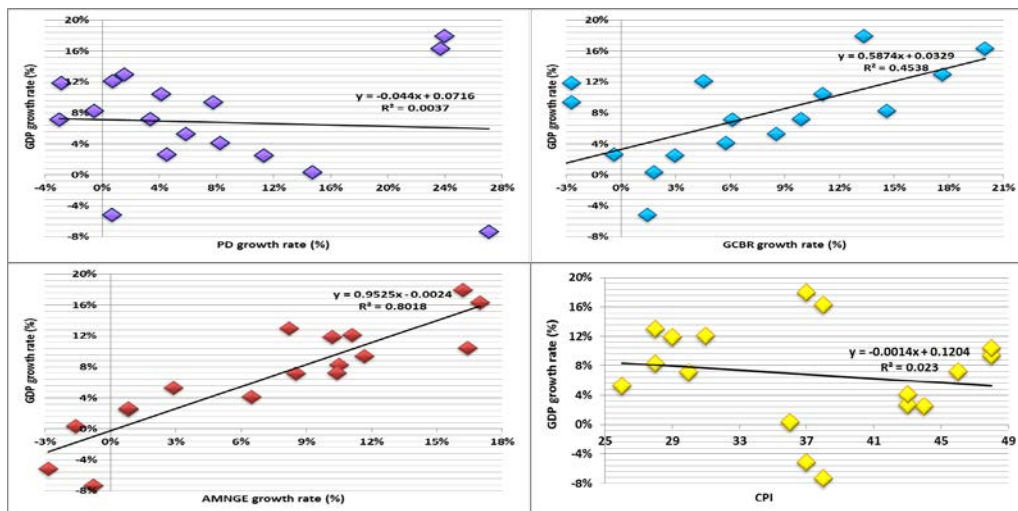 20%
16%
12%
8%
4%
0%
-4%
-8%
GDP growth rate (%)
y = -0.044x + 0.0716
R² = 0.0037
-4% 0% 4% 8% 12% 16% 20% 24% 28%
PD growth rate (%)
20%
16%
12%
8%
4%
0%
-4%
-8%
GDP growth rate (%)
y = 0.5874x + 0.0329
R² = 0.4538
-3% 0% 3% 6% 9% 12% 15% 18% 21%
GCBR growth rate (%)
20%
16%
12%
8%
4%
0%
-4%
-8%
GDP growth rate (%)
y = 0.9525x - 0.0024
R² = 0.8018
-3% 0% 3% 6% 9% 12% 15% 18%
AMNGE growth rate (%)
20%
16%
12%
8%
4%
0%
-4%
-8%
GDP growth rate (%)
y = -0.0014x + 0.1204
R² = 0.023
25 29 33 37 41 45 49
CPI